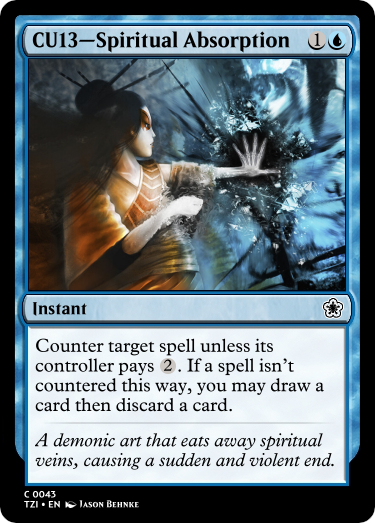 CU13—Spiritual Absorption 1
Instant
Counter target spell unless its
controller pays 2. If a spell isn't
countered this way, you may draw a
card then discard a card.
A demonic art that eats away spiritual
veins, causing a sudden and violent end.
C 0043
TZI • EN Jason Behnke